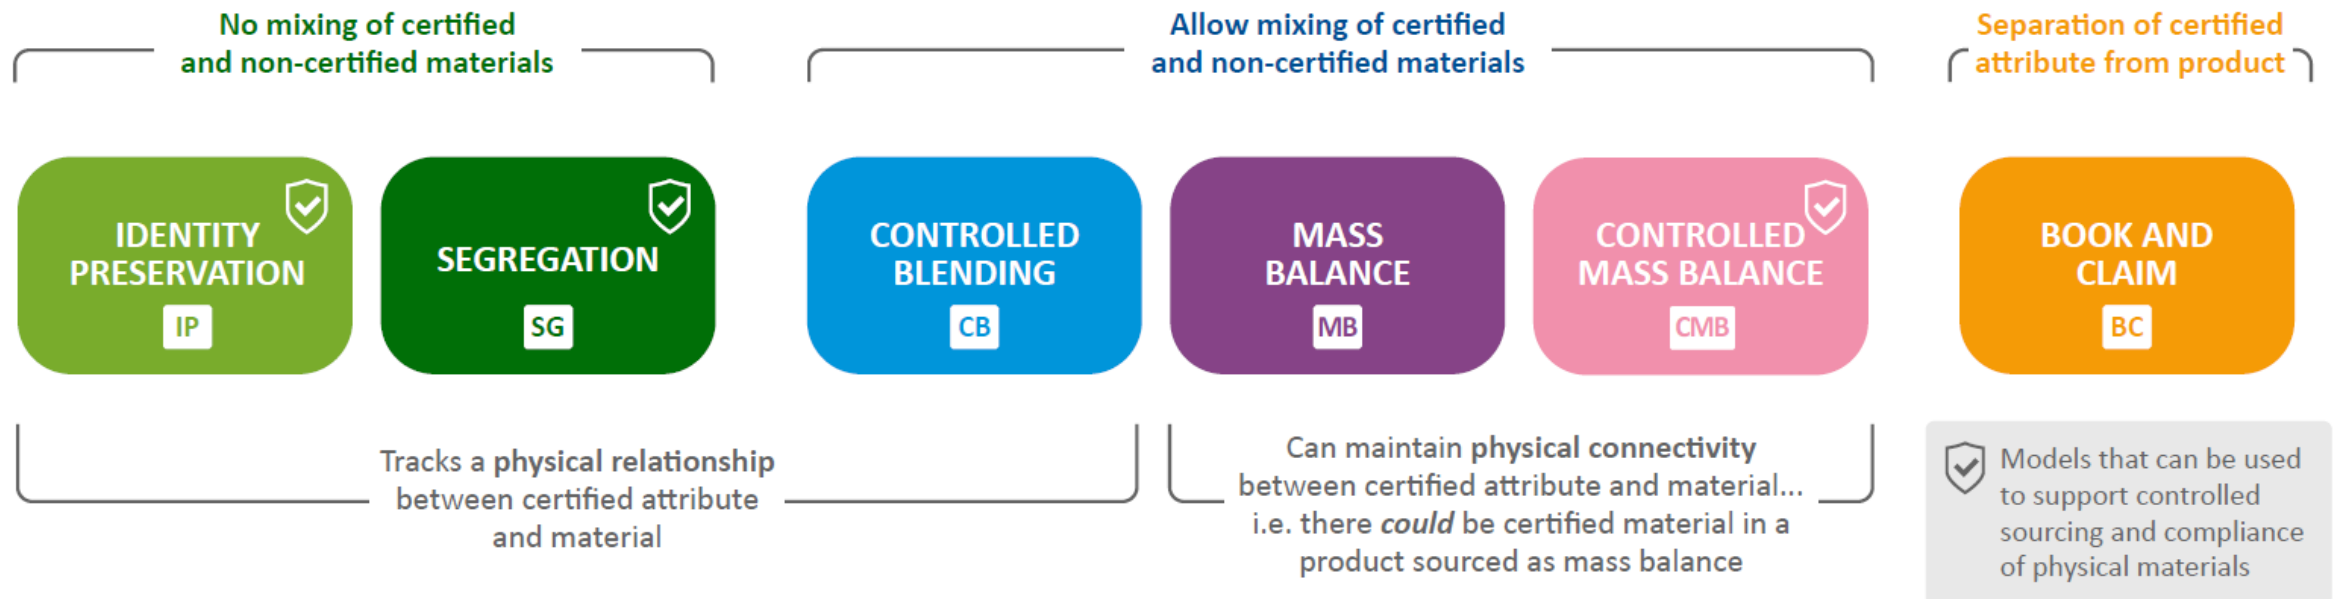 No mixing of certified
and non-certified materials
Allow mixing of certified
and non-certified materials
Separation of certified
attribute from product
IDENTITY
PRESERVATION
IP
SEGREGATION
SG
CONTROLLED
BLENDING
CB
MASS
BALANCE
MB
CONTROLLED
MASS BALANCE
CMB
BOOK AND
CLAIM
BC
Tracks a physical relationship
between certified attribute
and material
Can maintain physical connectivity
between certified attribute and material...
i.e. there could be certified material in a
product sourced as mass balance
Models that can be used
to support controlled
sourcing and compliance
of physical materials